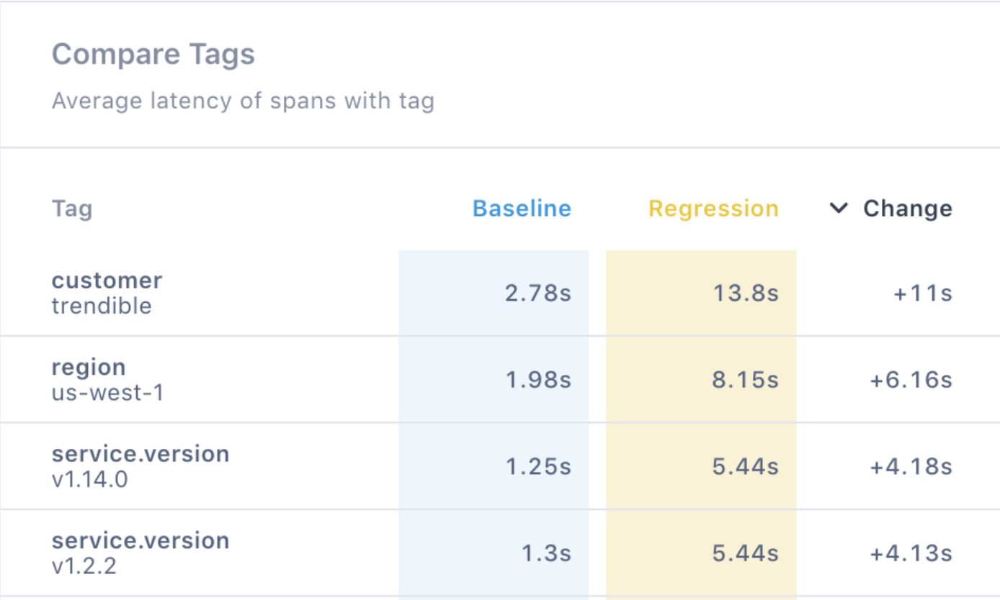 Compare Tags
Average latency of spans with tag
Tag Baseline Regression Change
customer
trendible 2.78s 13.8s +11s
region
us-west-1 1.98s 8.15s +6.16s
service.version
v1.14.0 1.25s 5.44s +4.18s
service.version
v1.2.2 1.3s 5.44s +4.13s